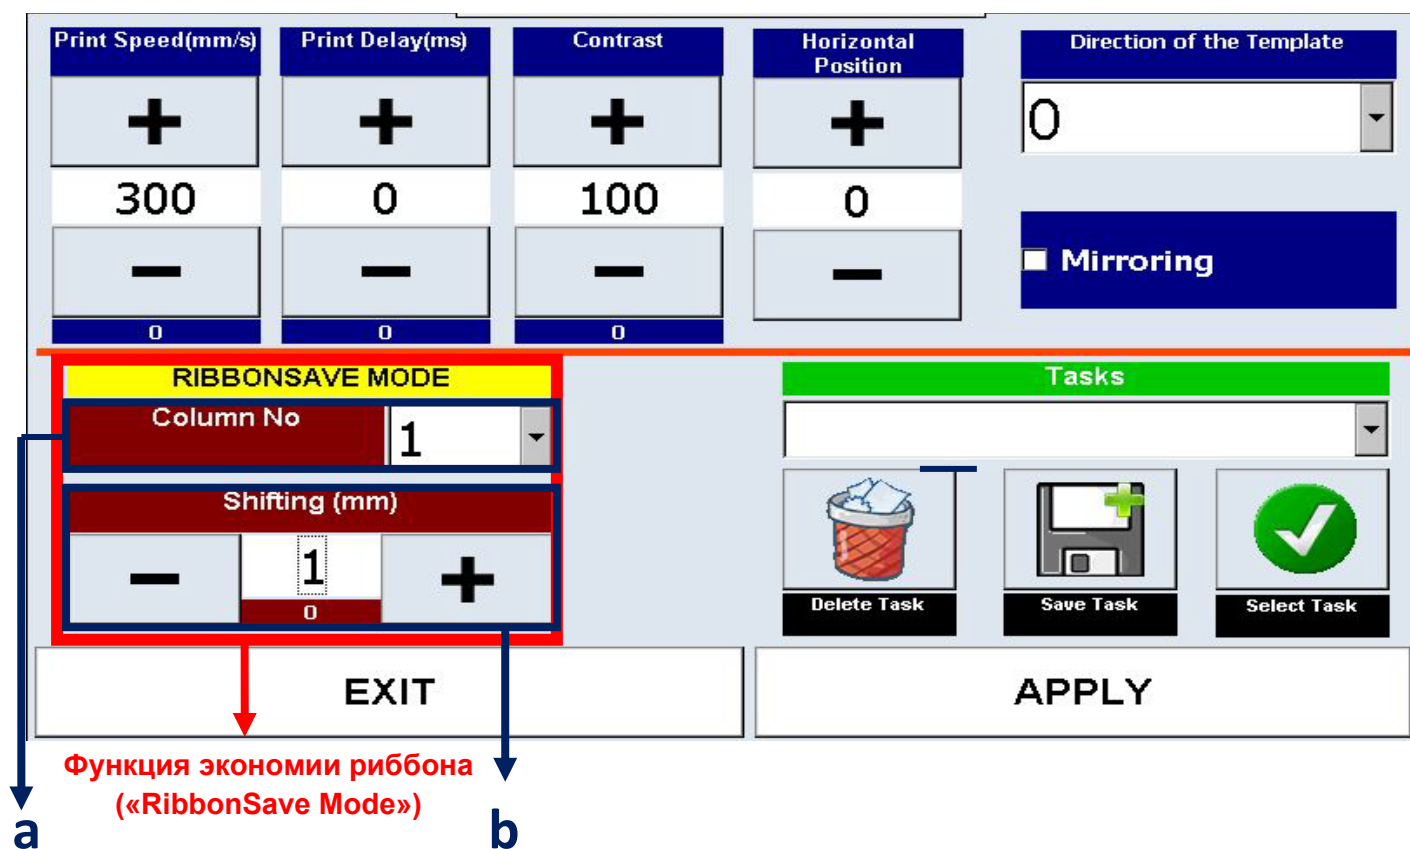 Print Speed(mm/s)
Print Delay(ms)
Contrast
Horizontal
Position
Direction of the Template
+
+
+
+
0
300
0
100
0
Mirroring
−
−
−
−
0
0
0
RIBBONSAVE MODE
Tasks
Column No
1
Shifting (mm)
−
1
+
0
Delete Task
Save Task
Select Task
EXIT
APPLY
Функция экономии риббона
(«RibbonSave Mode»)
a
b